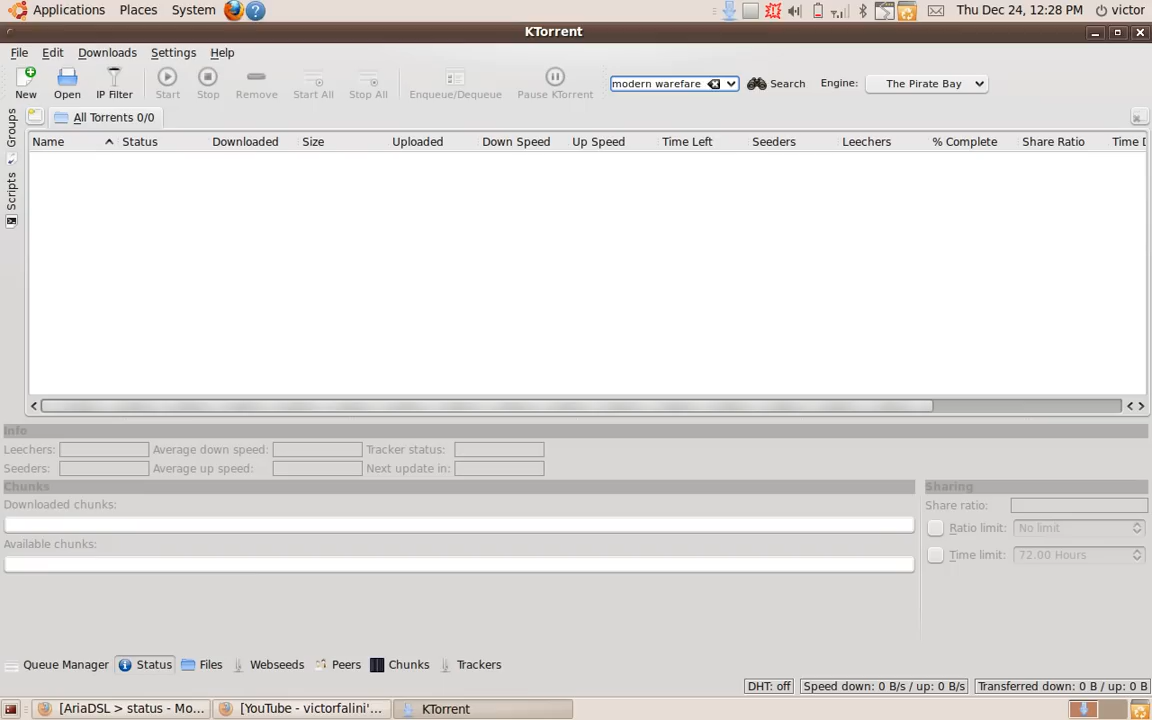 Applications Places System Thu Dec 24, 12:28 PM victor
KTorrent
File Edit Downloads Settings Help
New Open IP Filter Start Stop Remove Start All Stop All Enqueue/Dequeue Pause KTorrent modern warefare Search Engine: The Pirate Bay
Groups
Scripts
All Torrents 0/0
Name Status Downloaded Size Uploaded Down Speed Up Speed Time Left Seeders Leechers % Complete Share Ratio Time D
Info
Leechers: Average down speed: Tracker status:
Seeders: Average up speed: Next update in:
Chunks Sharing
Downloaded chunks: Share ratio:
Ratio limit: No limit
Available chunks: Time limit: 72.00 Hours
Queue Manager Status Files Webseeds Peers Chunks Trackers
DHT: off Speed down: 0 B/s / up: 0 B/s Transferred down: 0 B / up: 0 B
[AriaDSL > status - Mo... [YouTube - victorfalini'... KTorrent